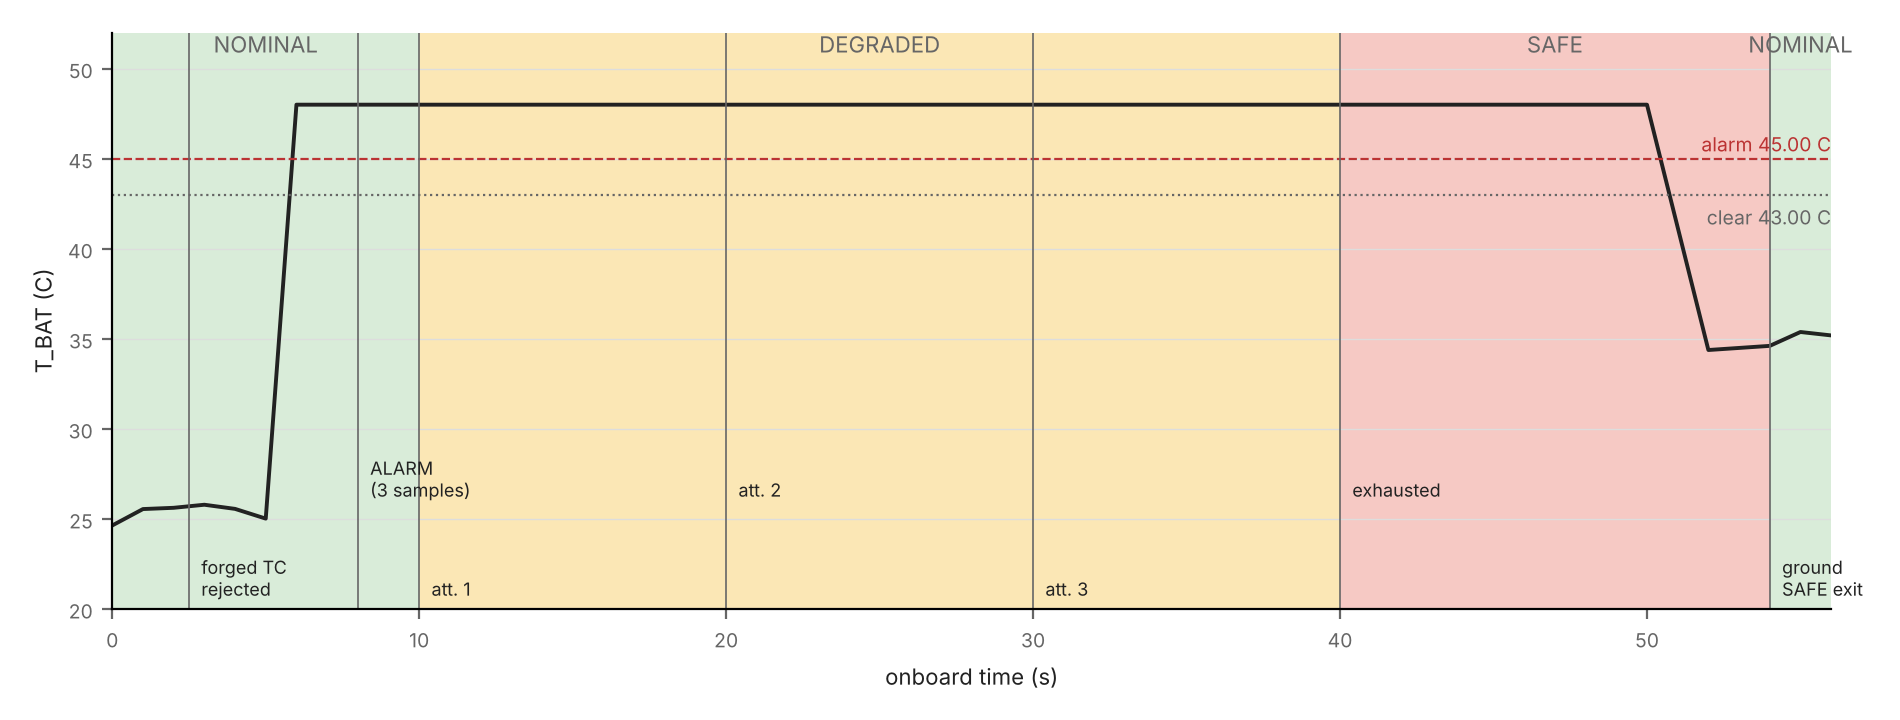 NOMINAL
DEGRADED
SAFE
NOMINAL
50
45
40
35
30
25
20
T_BAT (C)
alarm 45.00 C
clear 43.00 C
ALARM
(3 samples)
att. 2
exhausted
forged TC
rejected
att. 1
att. 3
ground
SAFE exit
0
10
20
30
40
50
onboard time (s)